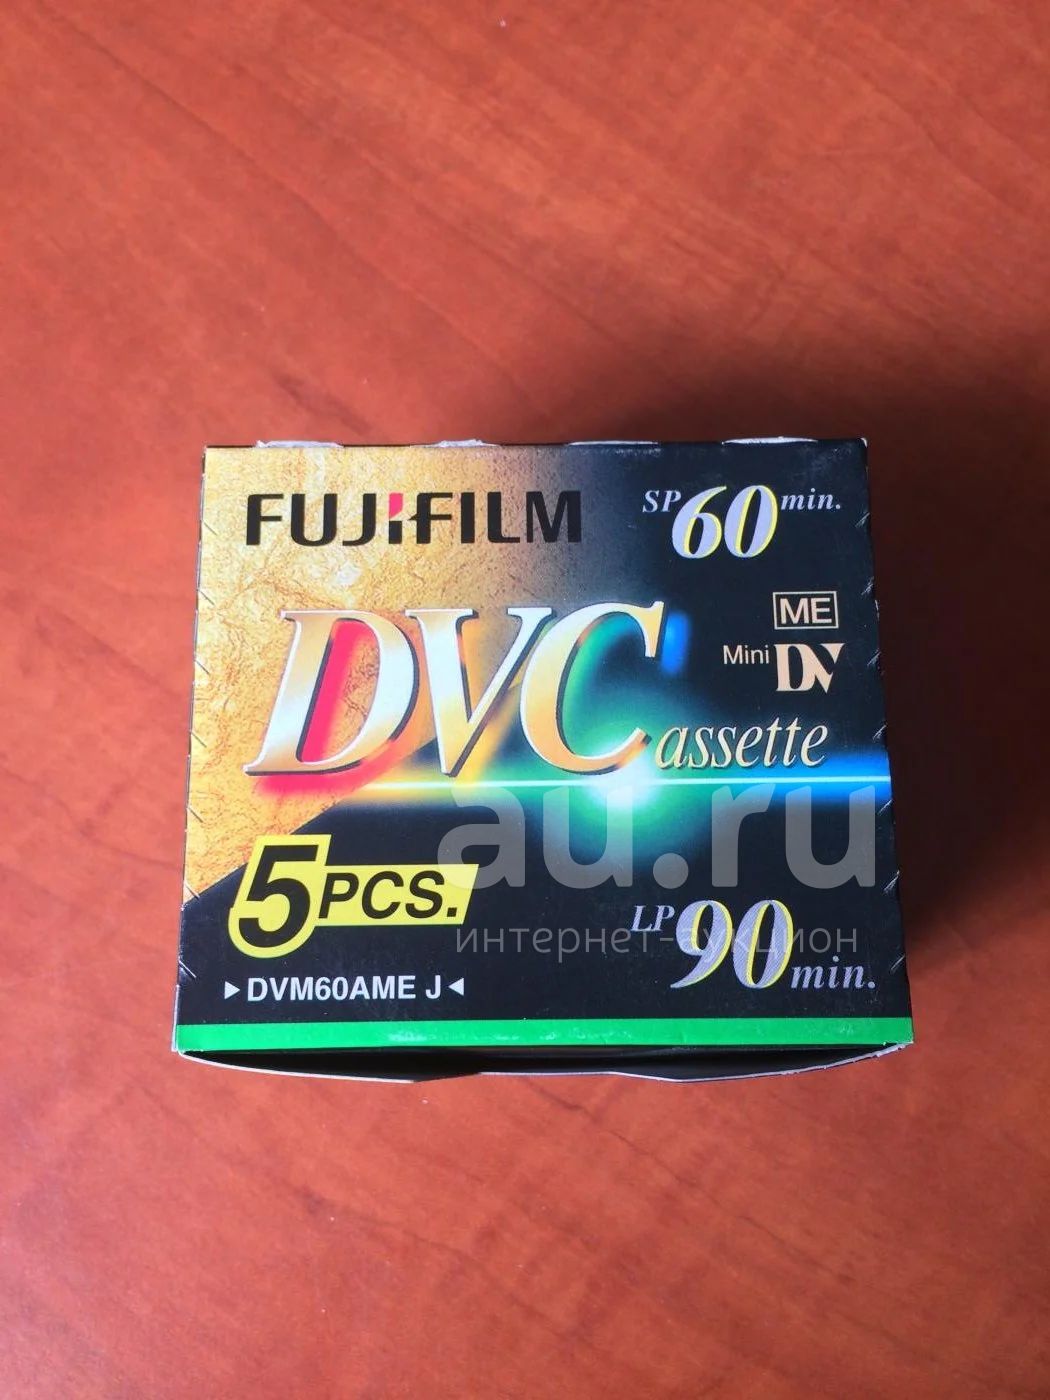 FUJIFILM
SP 60 min.
ME
Mini DV
DVCassette
au.ru
5 PCS.
интернет-аукцион
LP 90 min.
▶DVM60AME J◀